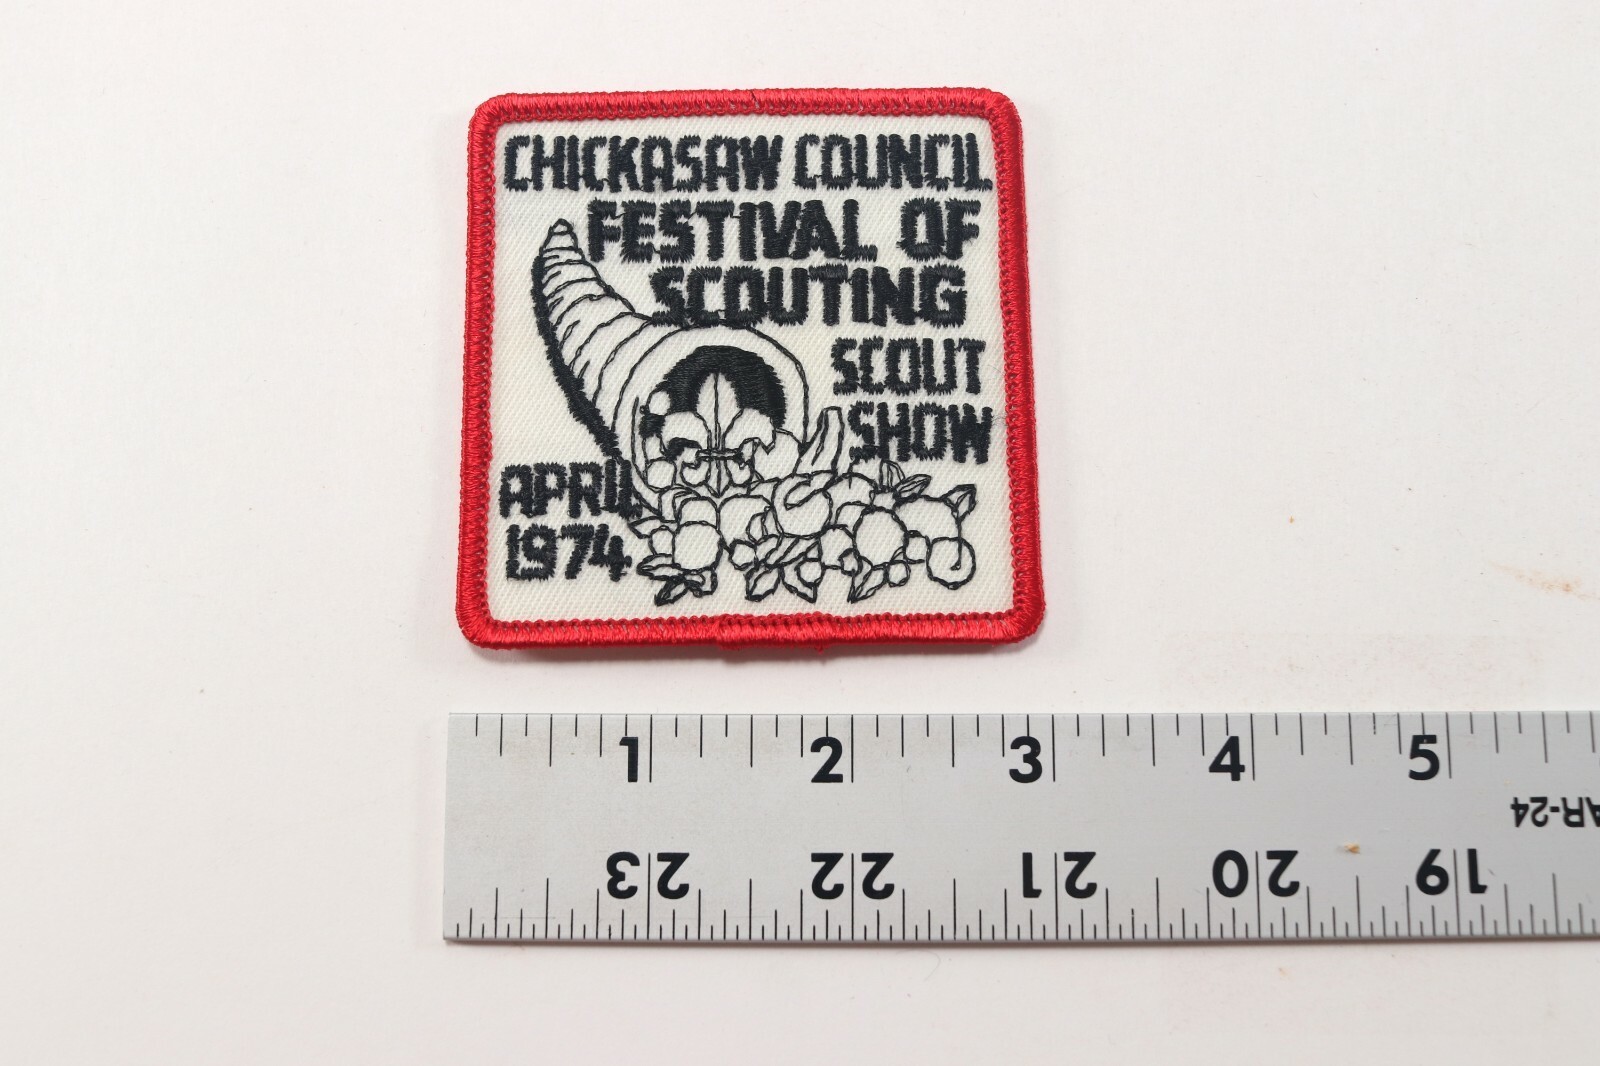 CHICKASAW COUNCIL
FESTIVAL OF
SCOUTING
SCOUT
SHOW
APRIL
1974
1 2 3 4 5
AR-24
23 22 21 20 19